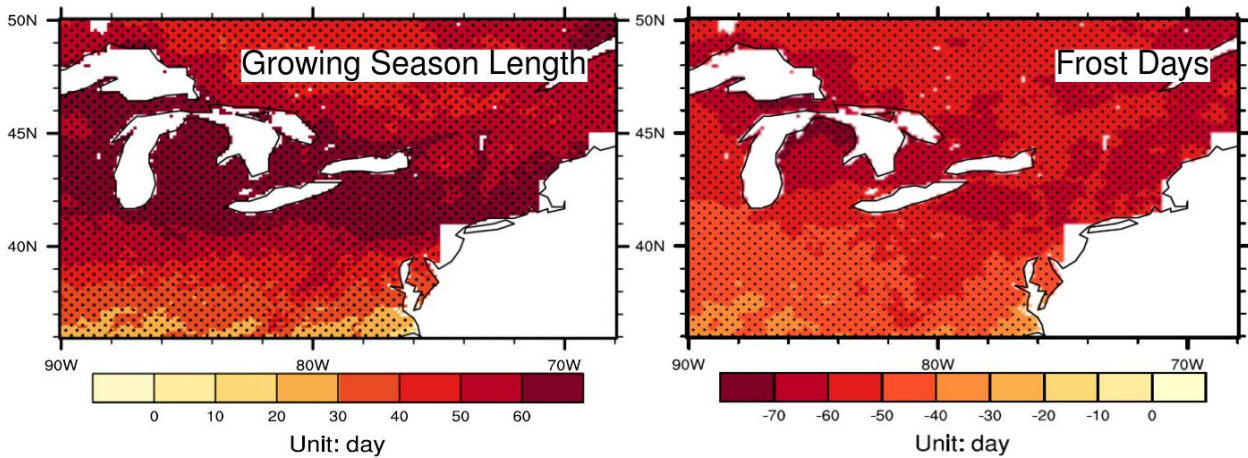 50N
Growing Season Length
45N
40N
90W 80W 70W
0 10 20 30 40 50 60
Unit: day
50N
Frost Days
45N
40N
90W 80W 70W
-70 -60 -50 -40 -30 -20 -10 0
Unit: day